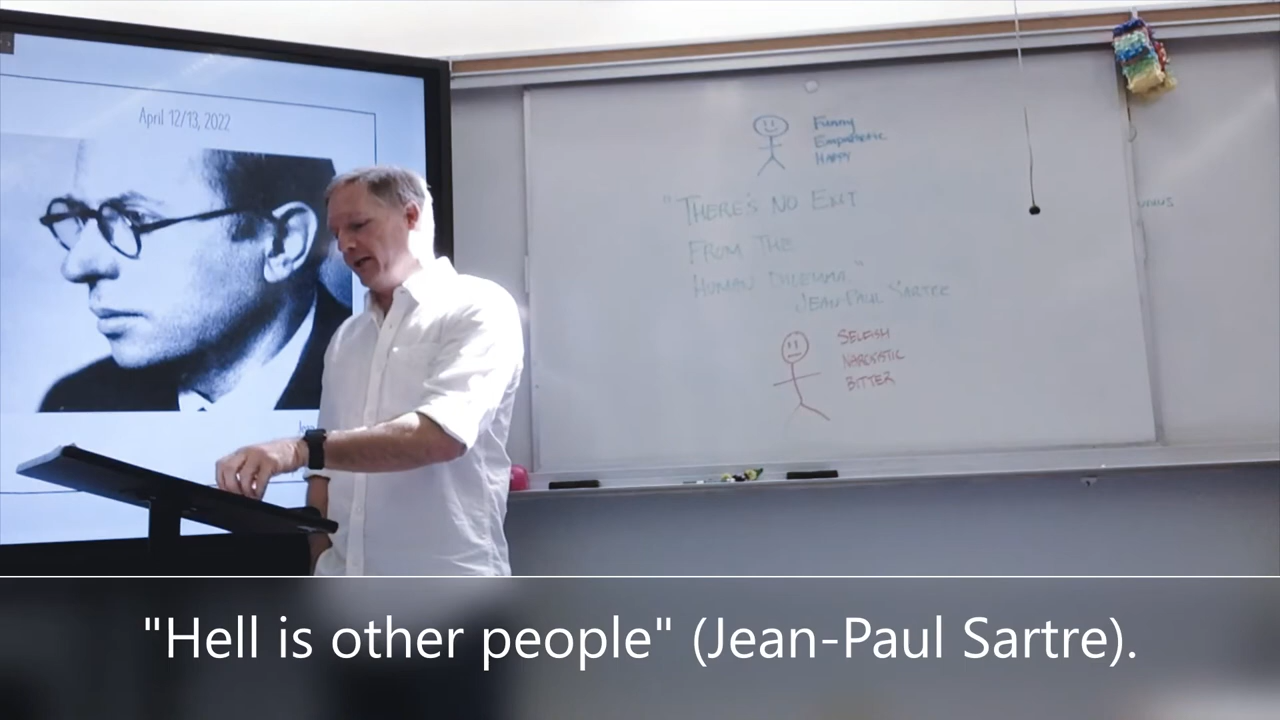 April 12/13, 2022
Funny
Empathetic
Happy
"There's No Exit
From the
Human Dilemma"
Jean-Paul Sartre
Selfish
Narcistic
Bitter
"Hell is other people" (Jean-Paul Sartre).